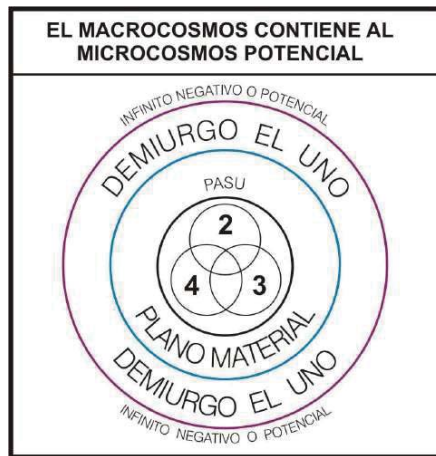 EL MACROCOSMOS CONTIENE AL
MICROCOSMOS POTENCIAL
INFINITO NEGATIVO O POTENCIAL
DEMIURGO EL UNO
PASU
2
4 3
PLANO MATERIAL
DEMIURGO EL UNO
INFINITO NEGATIVO O POTENCIAL